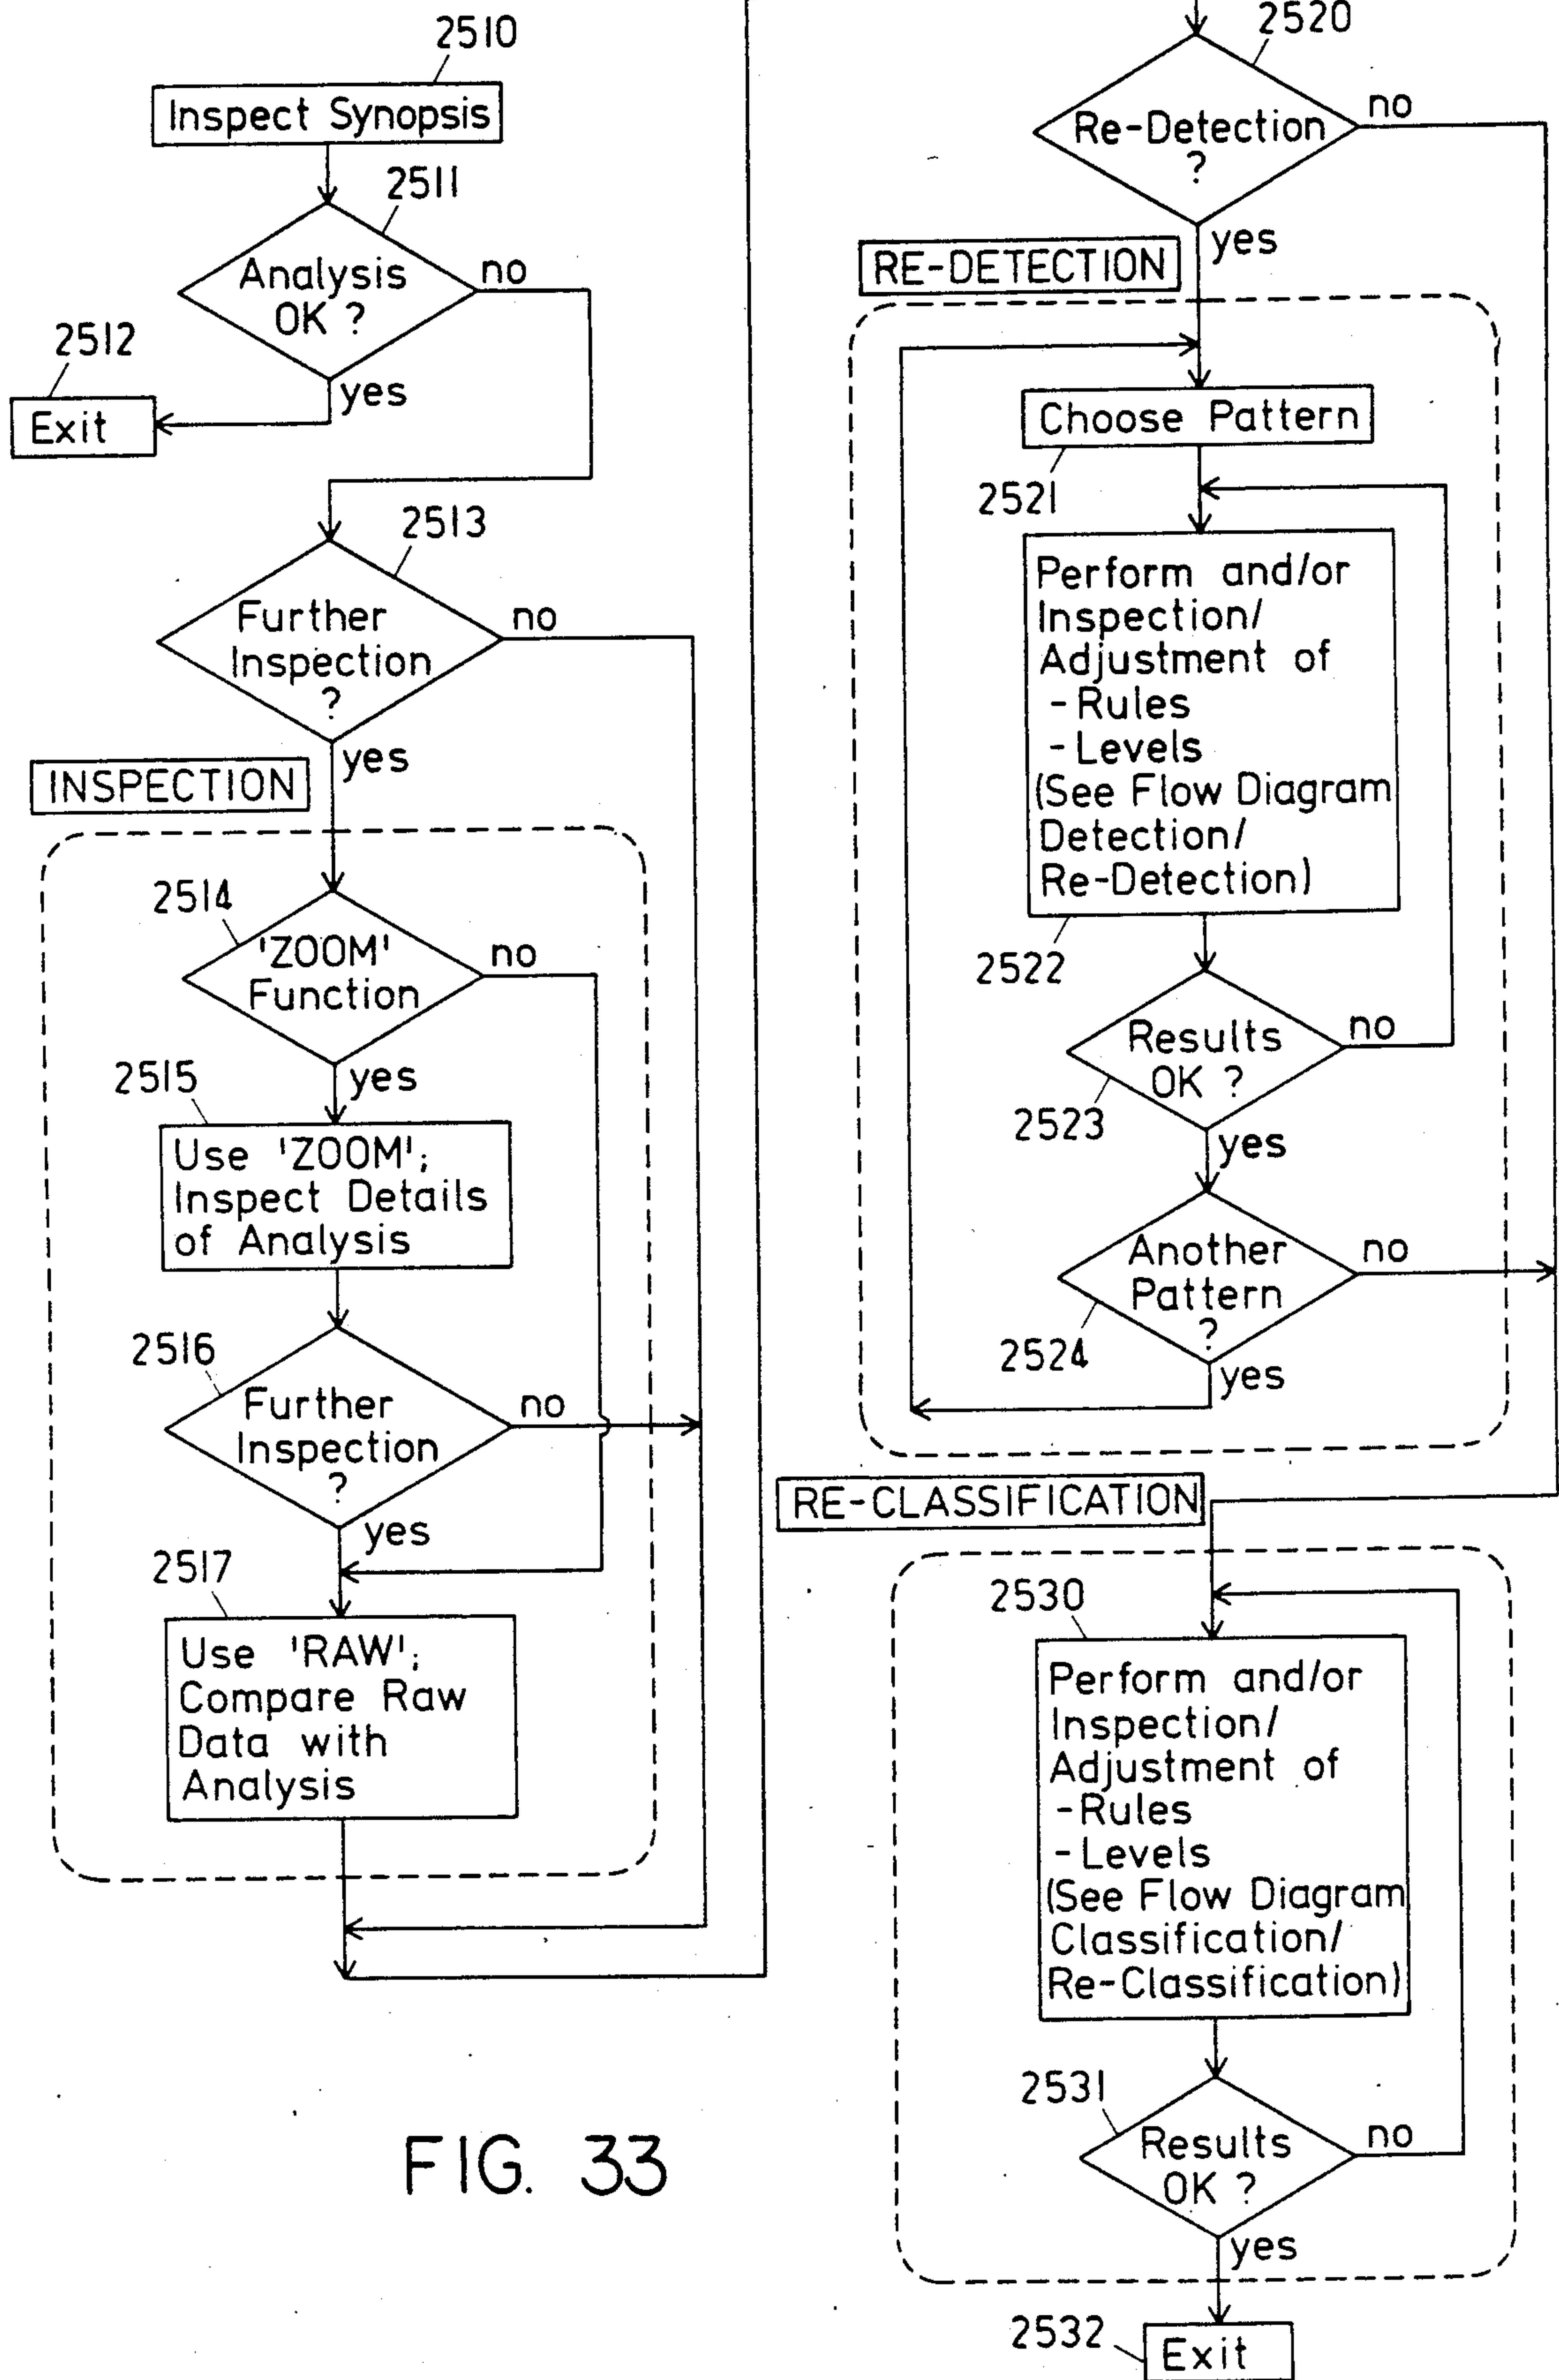 2510
Inspect Synopsis
2511
Analysis
OK ?
no
yes
2512
Exit
2513
Further
Inspection
?
no
yes
INSPECTION
2514
'ZOOM'
Function
no
yes
2515
Use 'ZOOM';
Inspect Details
of Analysis
2516
Further
Inspection
?
no
yes
2517
Use 'RAW';
Compare Raw
Data with
Analysis
2520
Re-Detection
?
no
yes
RE-DETECTION
Choose Pattern
2521
Perform and/or
Inspection/
Adjustment of
-Rules
-Levels
(See Flow Diagram
Detection/
Re-Detection)
2522
Results
OK ?
no
2523
yes
Another
Pattern
?
no
2524
yes
RE-CLASSIFICATION
2530
Perform and/or
Inspection/
Adjustment of
-Rules
-Levels
(See Flow Diagram
Classification/
Re-Classification)
2531
Results
OK ?
no
yes
2532
Exit
FIG. 33